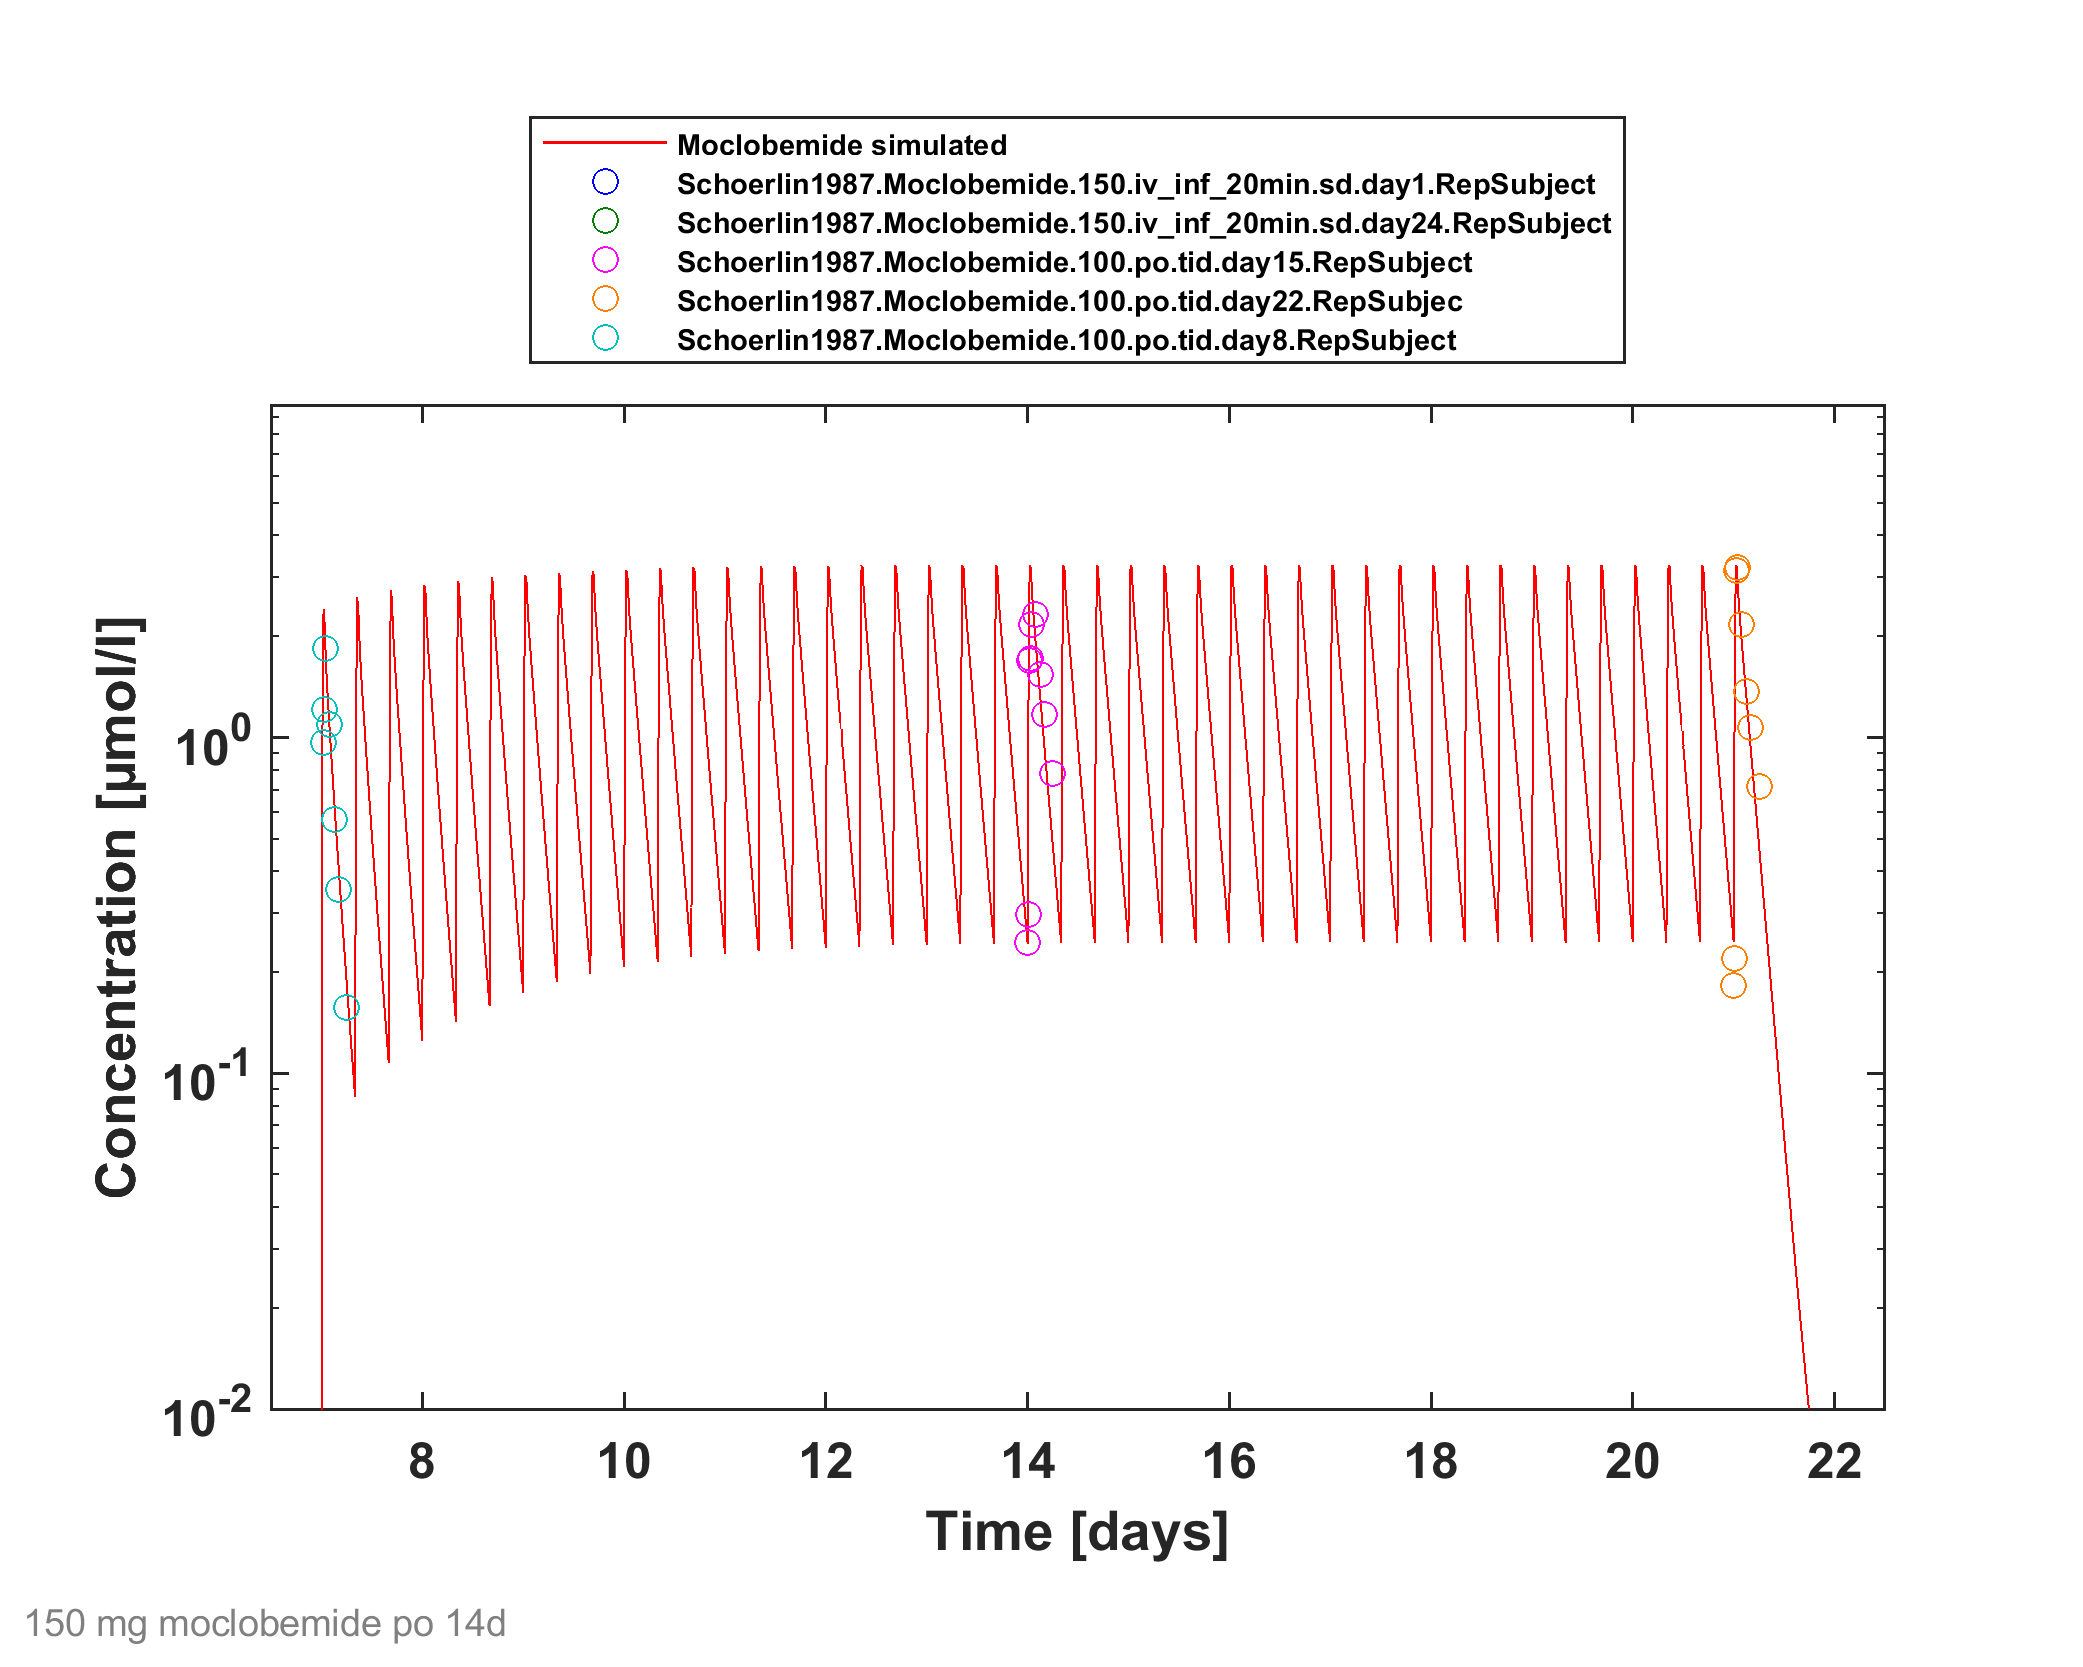 Moclobemide simulated
Schoerlin1987.Moclobemide.150.iv_inf_20min.sd.day1.RepSubject
Schoerlin1987.Moclobemide.150.iv_inf_20min.sd.day24.RepSubject
Schoerlin1987.Moclobemide.100.po.tid.day15.RepSubject
Schoerlin1987.Moclobemide.100.po.tid.day22.RepSubjec
Schoerlin1987.Moclobemide.100.po.tid.day8.RepSubject
Concentration [µmol/l]
10^0
10^-1
10^-2
8 10 12 14 16 18 20 22
Time [days]
150 mg moclobemide po 14d